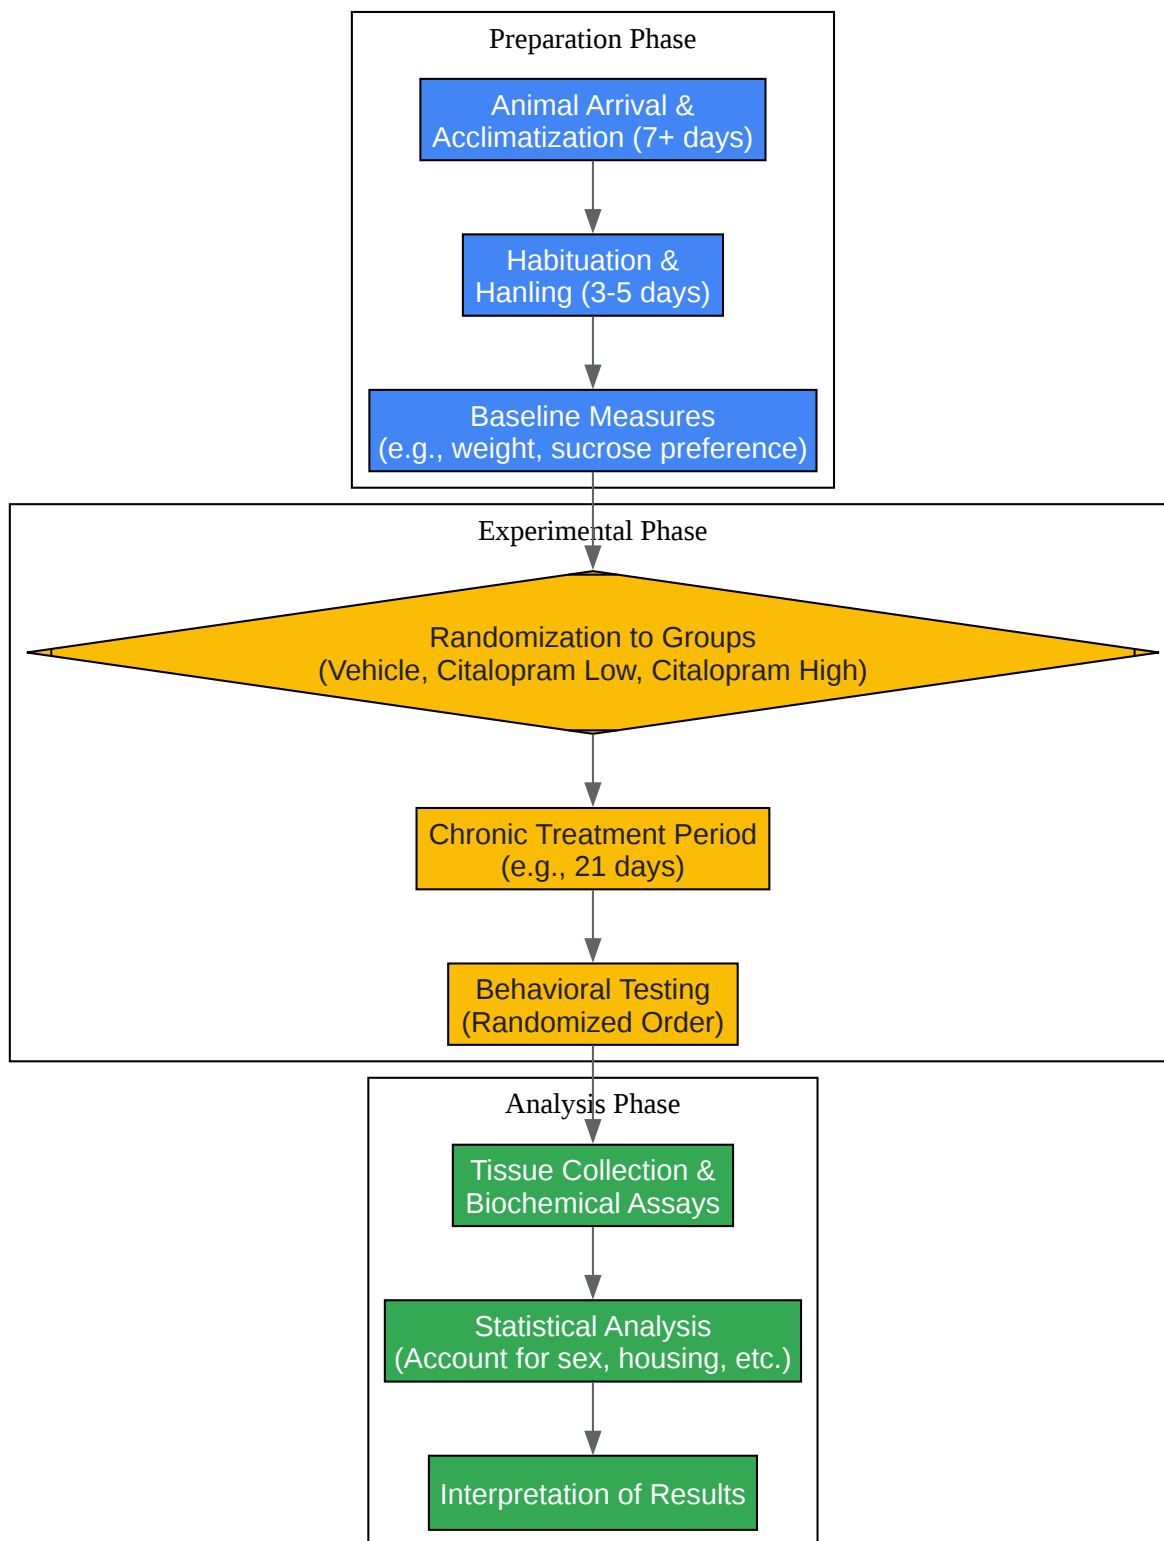 Preparation Phase
Animal Arrival &
Acclimatization (7+ days)
Habituation &
Hanling (3-5 days)
Baseline Measures
(e.g., weight, sucrose preference)
Experimental Phase
Randomization to Groups
(Vehicle, Citalopram Low, Citalopram High)
Chronic Treatment Period
(e.g., 21 days)
Behavioral Testing
(Randomized Order)
Analysis Phase
Tissue Collection &
Biochemical Assays
Statistical Analysis
(Account for sex, housing, etc.)
Interpretation of Results